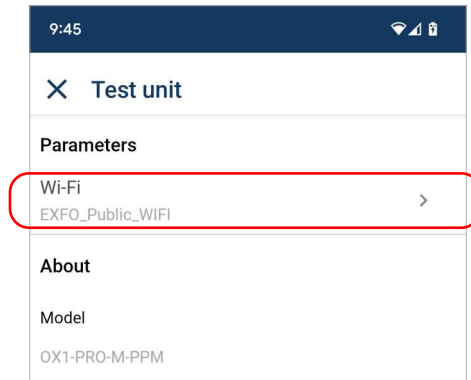 9:45
Test unit
Parameters
Wi-Fi
EXFO_Public_WIFI
About
Model
OX1-PRO-M-PPM